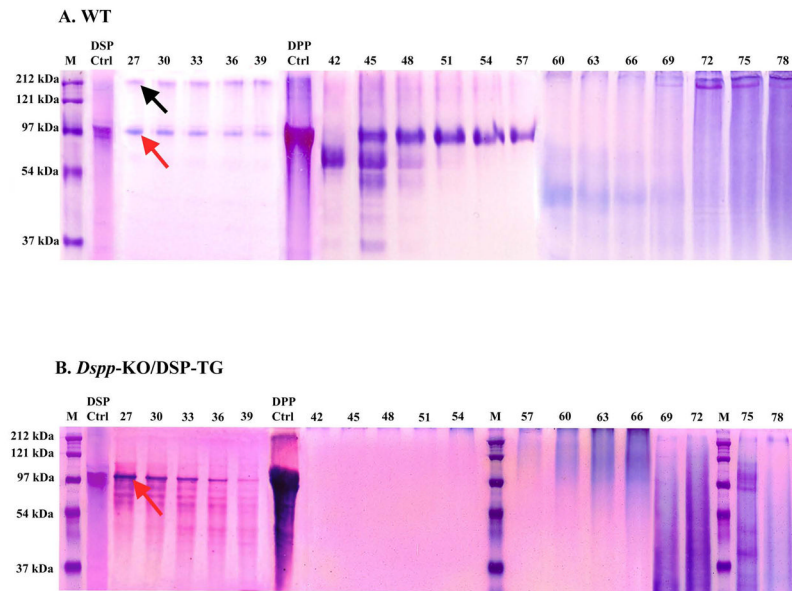 A. WT
DSP DPP
M Ctrl 27 30 33 36 39 Ctrl 42 45 48 51 54 57 60 63 66 69 72 75 78
212 kDa
121 kDa
97 kDa
54 kDa
37 kDa
B. Dspp-KO/DSP-TG
DSP DPP
M Ctrl 27 30 33 36 39 Ctrl 42 45 48 51 54 M 57 60 63 66 69 72 M 75 78
212 kDa
121 kDa
97 kDa
54 kDa
37 kDa